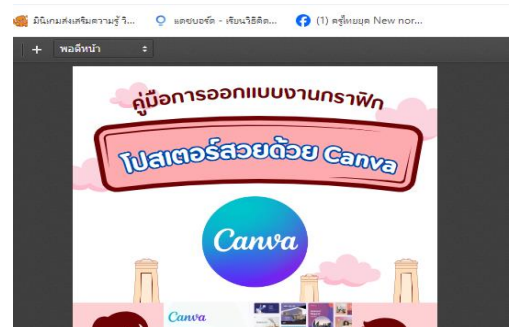 มินิเกมส่งเสริมความรู้ วิ... แดชบอร์ด - เรียนวิธีคิด... (1) ครูไทยยุค New nor...
+ พอดีหน้า
คู่มือการออกแบบงานกราฟิก
โปสเตอร์สวยด้วย Canva
Canva
Canva